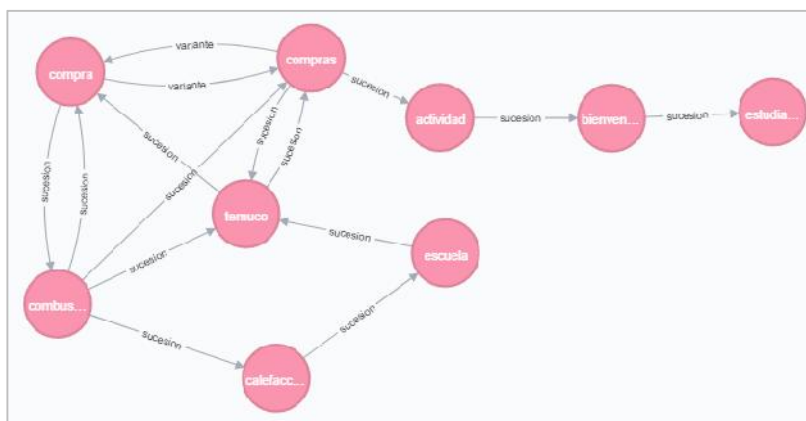 variante
compras
compra
variante
sucesion
actividad
sucesion
bienven...
sucesion
estudia...
sucesion
sucesion
sucesion
sucesion
sucesion
sucesion
fersuco
sucesion
escuela
sucesion
combus...
sucesion
sucesion
calefacc...